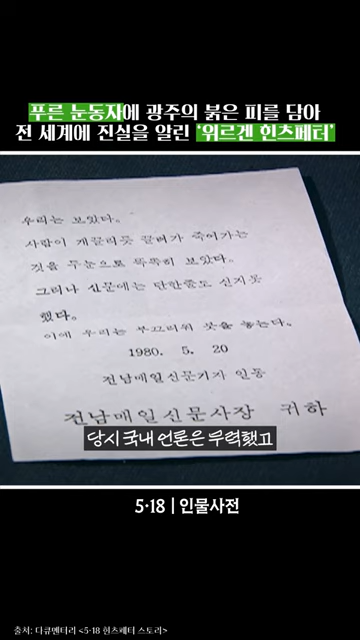 푸른 눈동자에 광주의 붉은 피를 담아
전 세계에 진실을 알린 '위르겐 힌츠페터'
우리는 보았다.
사람이 개끌리듯 끌려가 죽어가는
것을 두눈으로 똑똑히 보았다.
그러나 신문에는 단한줄도 싣지못
했다.
이에 우리는 부끄러워 붓을 놓는다.
1980. 5. 20
전남매일신문기자 일동
전남매일신문사장 귀하
당시 국내 언론은 무력했고
5·18 | 인물사전
출처: 다큐멘터리 <5·18 힌츠페터 스토리>